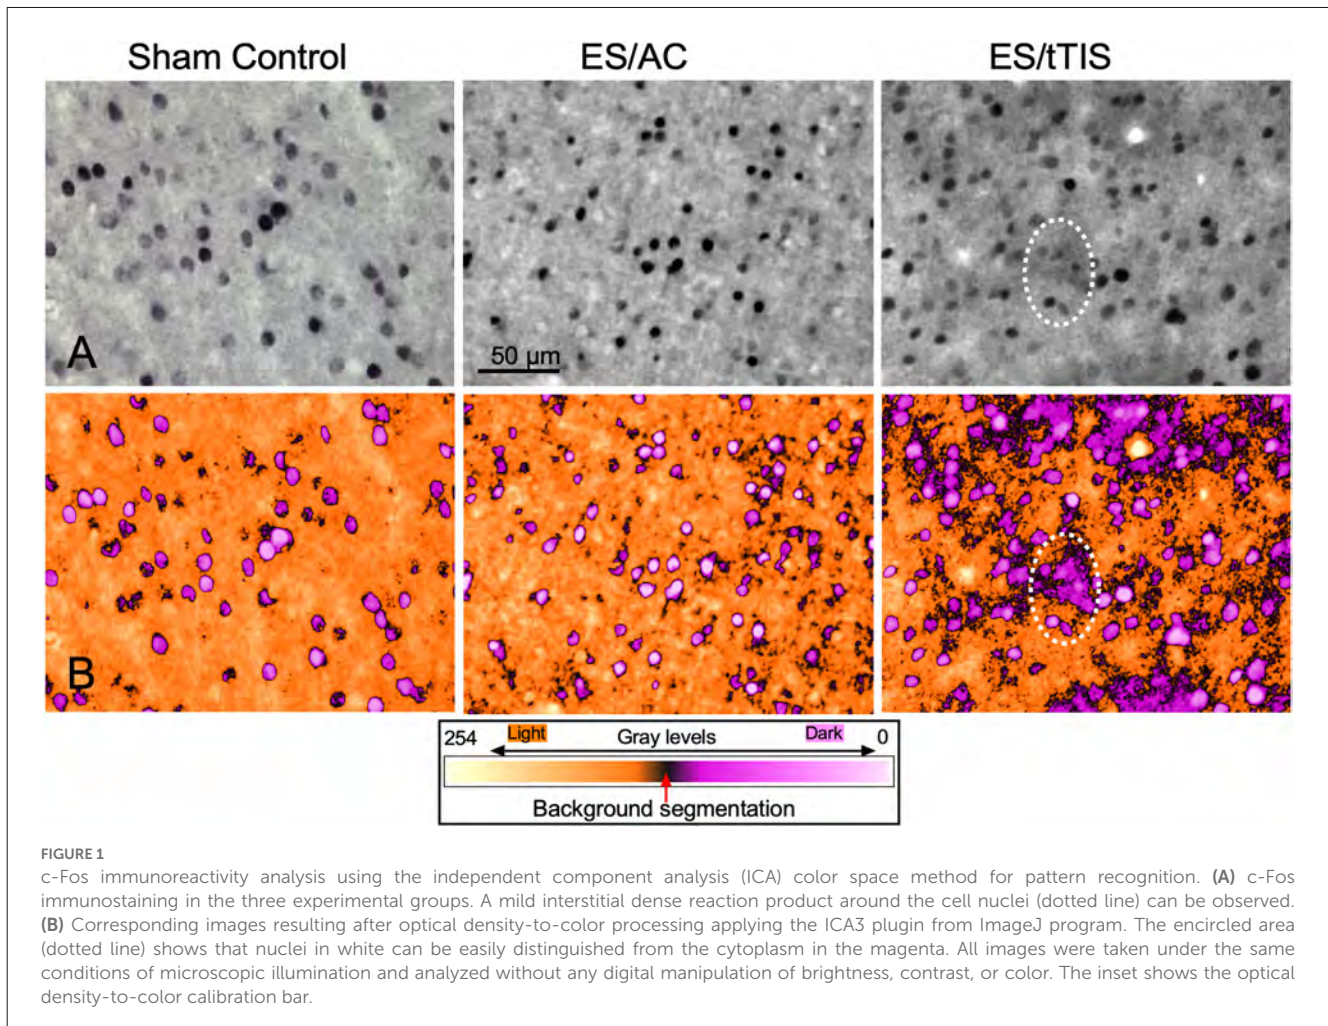 Sham Control
ES/AC
ES/tTIS
A
50 µm
B
254
Light
Gray levels
Dark
0
Background segmentation
FIGURE 1
c-Fos immunoreactivity analysis using the independent component analysis (ICA) color space method for pattern recognition. (A) c-Fos
immunostaining in the three experimental groups. A mild interstitial dense reaction product around the cell nuclei (dotted line) can be observed.
(B) Corresponding images resulting after optical density-to-color processing applying the ICA3 plugin from ImageJ program. The encircled area
(dotted line) shows that nuclei in white can be easily distinguished from the cytoplasm in the magenta. All images were taken under the same
conditions of microscopic illumination and analyzed without any digital manipulation of brightness, contrast, or color. The inset shows the optical
density-to-color calibration bar.